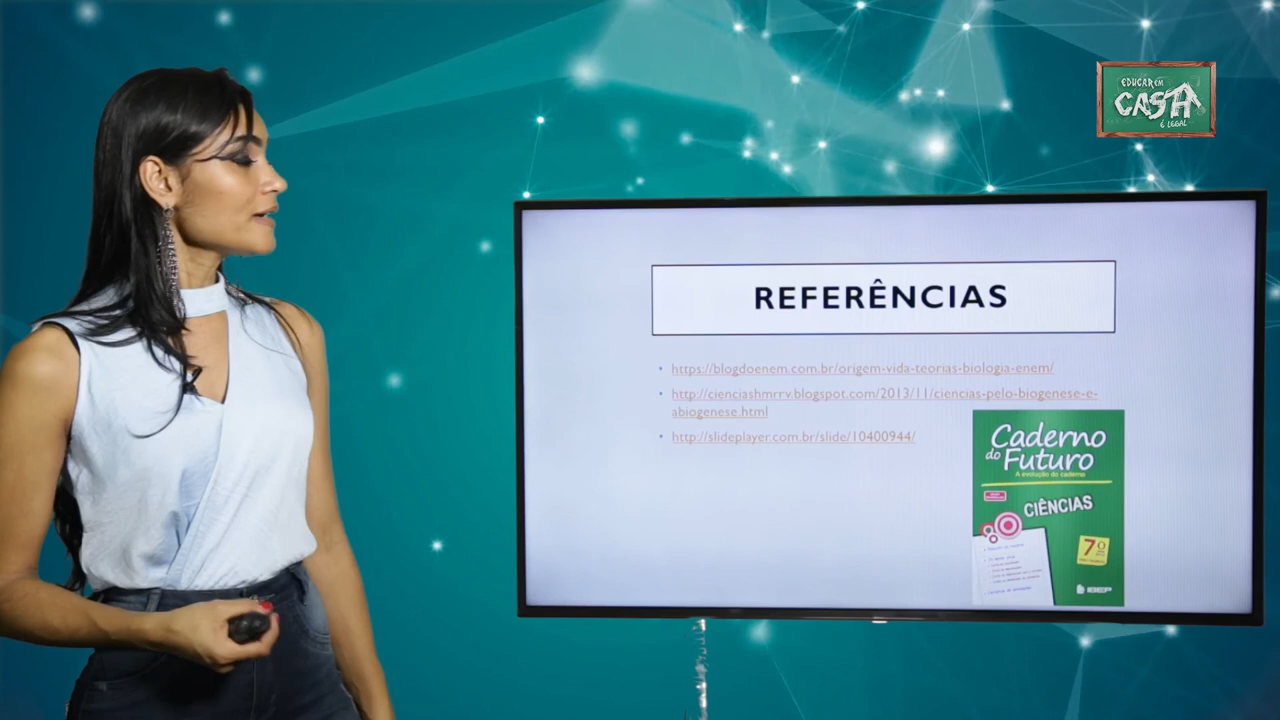 EDUCAR EM
CASA
É LEGAL
REFERÊNCIAS
https://blogdoenem.com.br/origem-vida-teorias-biologia-enem/
http://cienciashmrrv.blogspot.com/2013/11/ciencias-pelo-biogenese-e-
abiogenese.html
http://slideplayer.com.br/slide/10400944/
Caderno
do Futuro
A evolução do caderno
CIÊNCIAS
7º